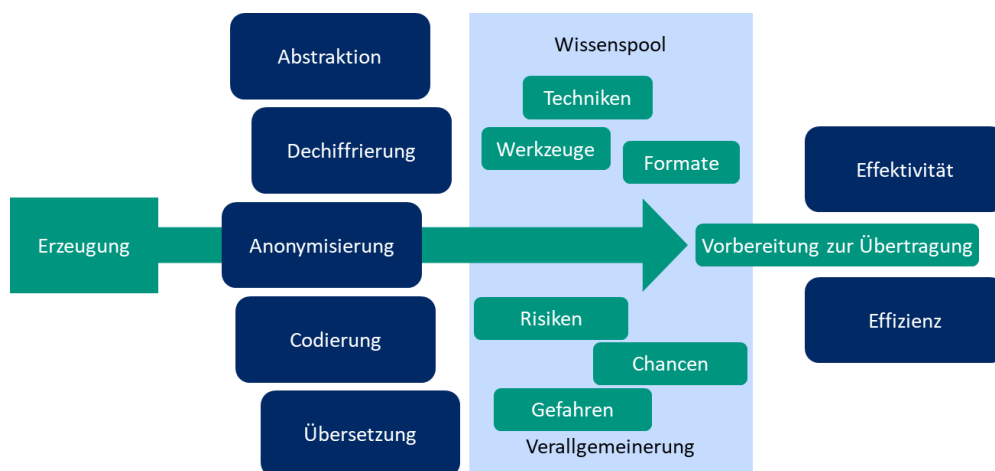 Abstraktion
Dechiffrierung
Erzeugung
Anonymisierung
Codierung
Übersetzung
Wissenspool
Techniken
Werkzeuge
Formate
Risiken
Chancen
Gefahren
Verallgemeinerung
Effektivität
Vorbereitung zur Übertragung
Effizienz